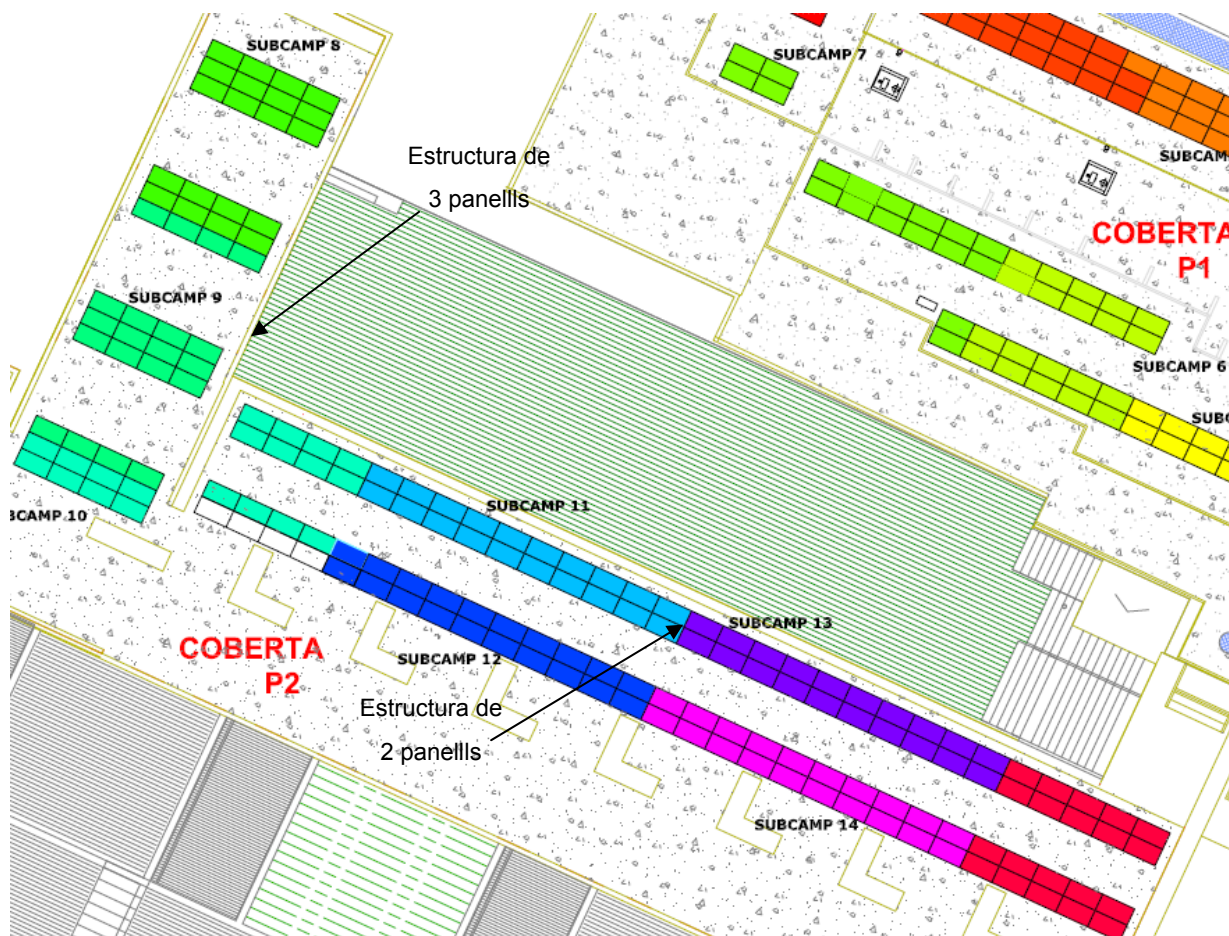 SUBCAMP 8
SUBCAMP 7
Estructura de
3 panellls
SUBCAM
COBERTA
P1
SUBCAMP 9
SUBCAMP 6
SUBC
SUBCAMP 11
BCAMP 10
SUBCAMP 13
COBERTA
P2
SUBCAMP 12
Estructura de
2 panellls
SUBCAMP 14